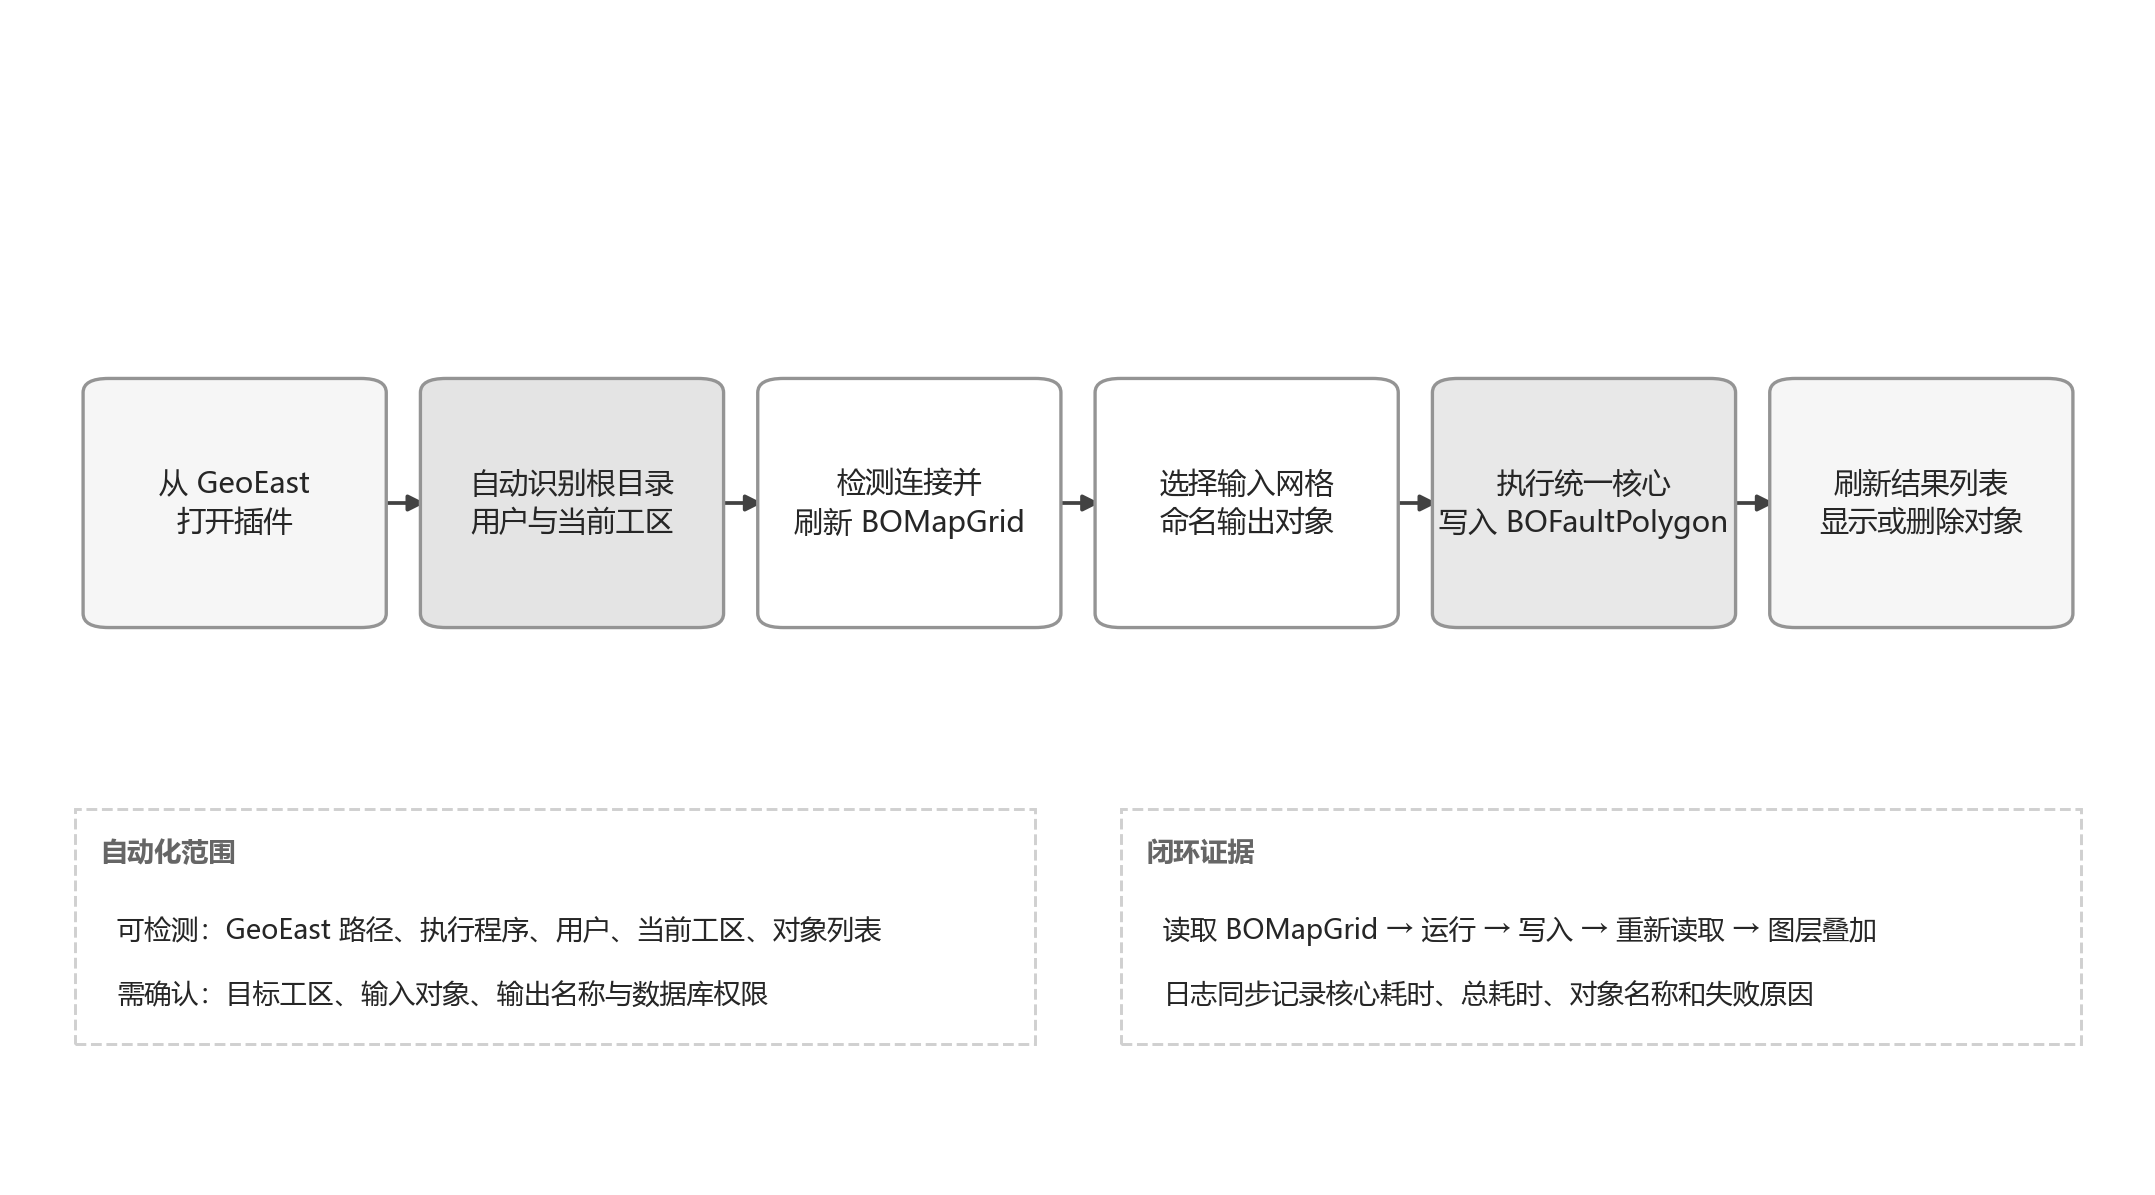 从 GeoEast
打开插件
自动识别根目录
用户与当前工区
检测连接并
刷新 BOMapGrid
选择输入网格
命名输出对象
执行统一核心
写入 BOFaultPolygon
刷新结果列表
显示或删除对象
自动化范围
可检测：GeoEast 路径、执行程序、用户、当前工区、对象列表
需确认：目标工区、输入对象、输出名称与数据库权限
闭环证据
读取 BOMapGrid → 运行 → 写入 → 重新读取 → 图层叠加
日志同步记录核心耗时、总耗时、对象名称和失败原因